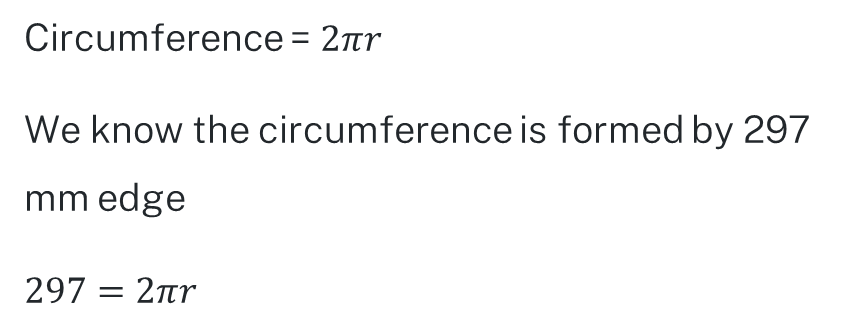 Circumference = 2𝜋𝑟
We know the circumference is formed by 297
mm edge
297 = 2𝜋𝑟